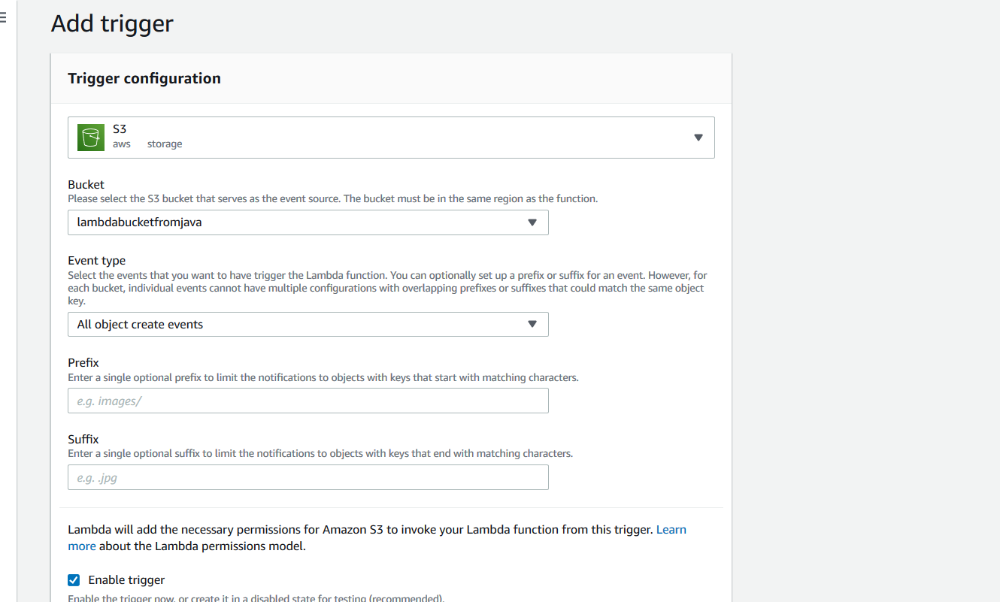 Add trigger
Trigger configuration
S3
aws storage
Bucket
Please select the S3 bucket that serves as the event source. The bucket must be in the same region as the function.
lambdabucketfromjava
Event type
Select the events that you want to have trigger the Lambda function. You can optionally set up a prefix or suffix for an event. However, for
each bucket, individual events cannot have multiple configurations with overlapping prefixes or suffixes that could match the same object
key.
All object create events
Prefix
Enter a single optional prefix to limit the notifications to objects with keys that start with matching characters.
e.g. images/
Suffix
Enter a single optional suffix to limit the notifications to objects with keys that end with matching characters.
e.g. .jpg
Lambda will add the necessary permissions for Amazon S3 to invoke your Lambda function from this trigger. Learn
more about the Lambda permissions model.
Enable trigger
Enable the trigger now, or create it in a disabled state for testing (recommended).